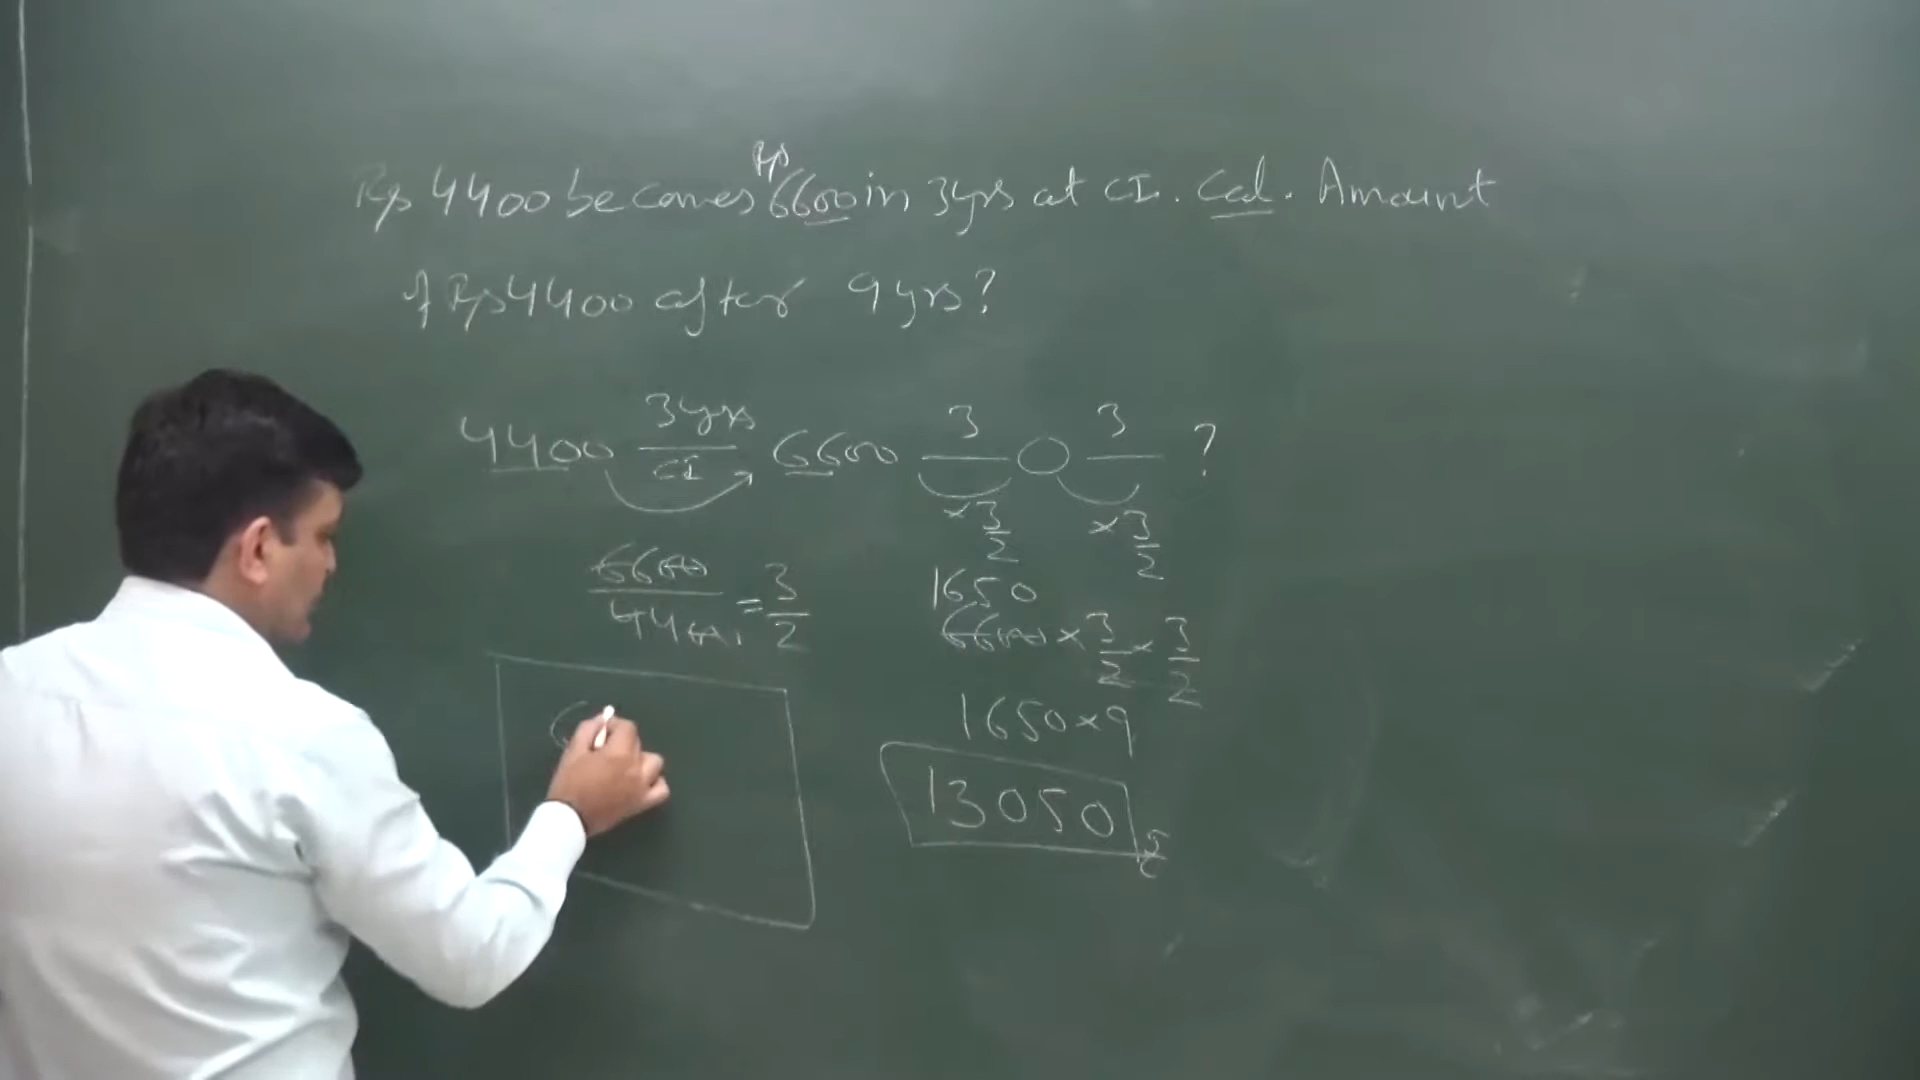 Rs
Rs 4400 becomes 6600 in 3yrs at CI. Cal. Amount
of Rs 4400 after 9 yrs?
4400 3yrs CI 6600 3 3 ?
× 3/2 × 3/2
6600/4400 = 3/2
1650
6600 × 3/2 × 3/2
1650 × 9
13050